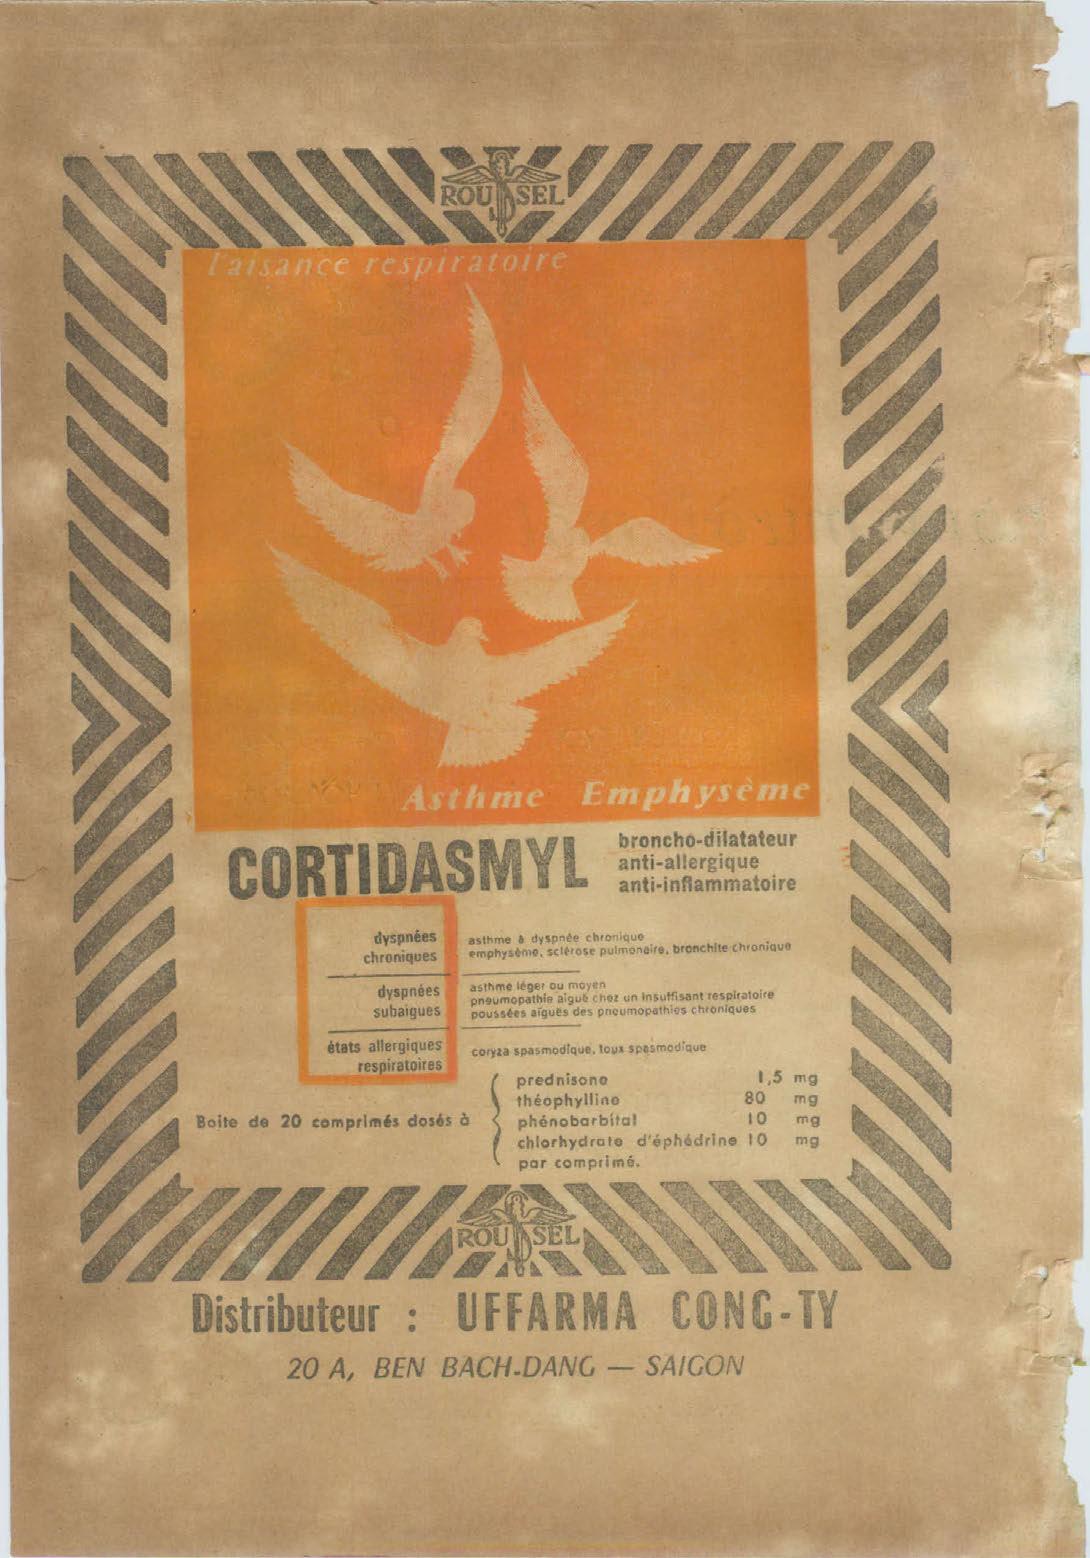 ROUSSEL
l'aisance respiratoire
Asthme Emphysème
CORTIDASMYL
broncho-dilatateur
anti-allergique
anti-inflammatoire
dyspnées
chroniques
asthme à dyspnée chronique
emphysème, sclérose pulmonaire, bronchite chronique
dyspnées
subaigues
asthme léger ou moyen
pneumopathie aiguë chez un insuffisant respiratoire
poussées aiguës des pneumopathies chroniques
états allergiques
respiratoires
coryza spasmodique, toux spasmodique
Boite de 20 comprimés dosés à
prednisone 1,5 mg
théophylline 80 mg
phénobarbital 10 mg
chlorhydrate d'éphédrine 10 mg
par comprimé.
ROUSSEL
Distributeur : UFFARMA CONG-TY
20 A, BEN BACH-DANG — SAIGON